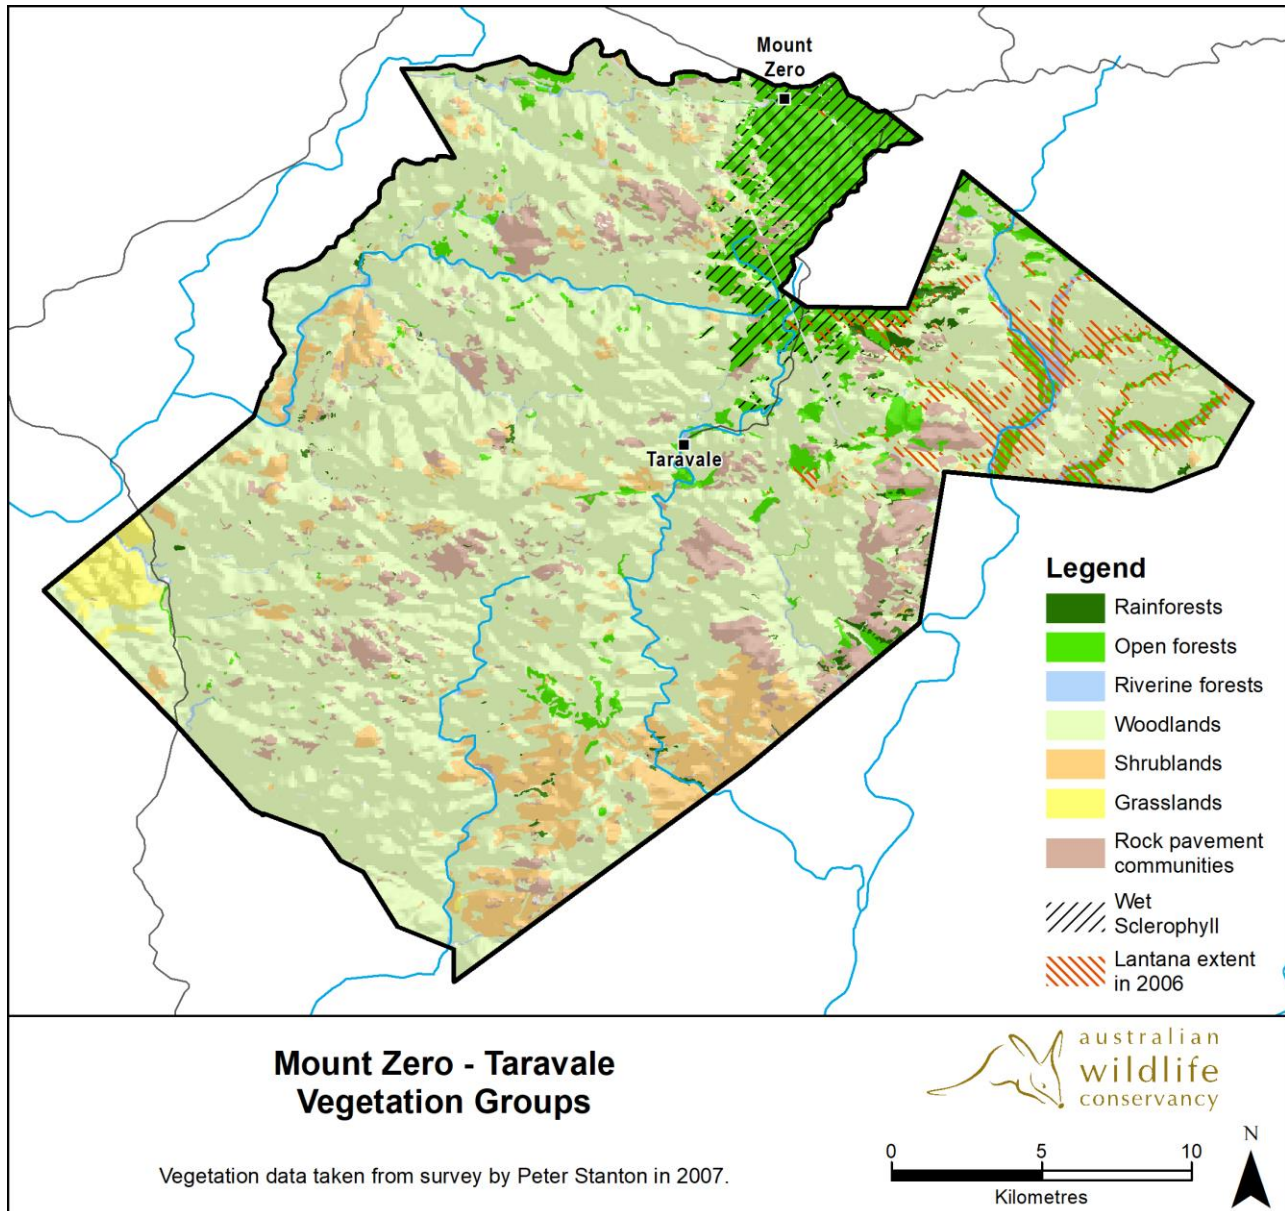 Mount
Zero
Taravale
Legend
Rainforests
Open forests
Riverine forests
Woodlands
Shrublands
Grasslands
Rock pavement
communities
Wet
Sclerophyll
Lantana extent
in 2006
Mount Zero - Taravale
Vegetation Groups
Vegetation data taken from survey by Peter Stanton in 2007.
australian
wildlife
conservancy
N
0 5 10
Kilometres